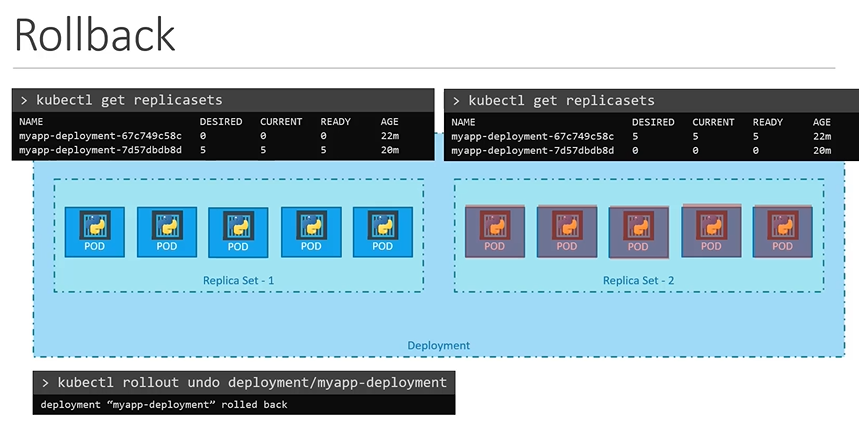 Rollback
> kubectl get replicasets
NAME DESIRED CURRENT READY AGE
myapp-deployment-67c749c58c 0 0 0 22m
myapp-deployment-7d57dbdb8d 5 5 5 20m
> kubectl get replicasets
NAME DESIRED CURRENT READY AGE
myapp-deployment-67c749c58c 5 5 5 22m
myapp-deployment-7d57dbdb8d 0 0 0 20m
POD POD POD POD POD
Replica Set - 1
POD POD POD POD POD
Replica Set - 2
Deployment
> kubectl rollout undo deployment/myapp-deployment
deployment “myapp-deployment” rolled back